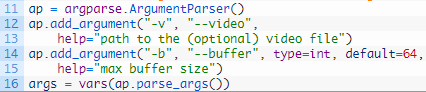 11 ap = argparse.ArgumentParser()
12 ap.add_argument("-v", "--video",
13     help="path to the (optional) video file")
14 ap.add_argument("-b", "--buffer", type=int, default=64,
15     help="max buffer size")
16 args = vars(ap.parse_args())